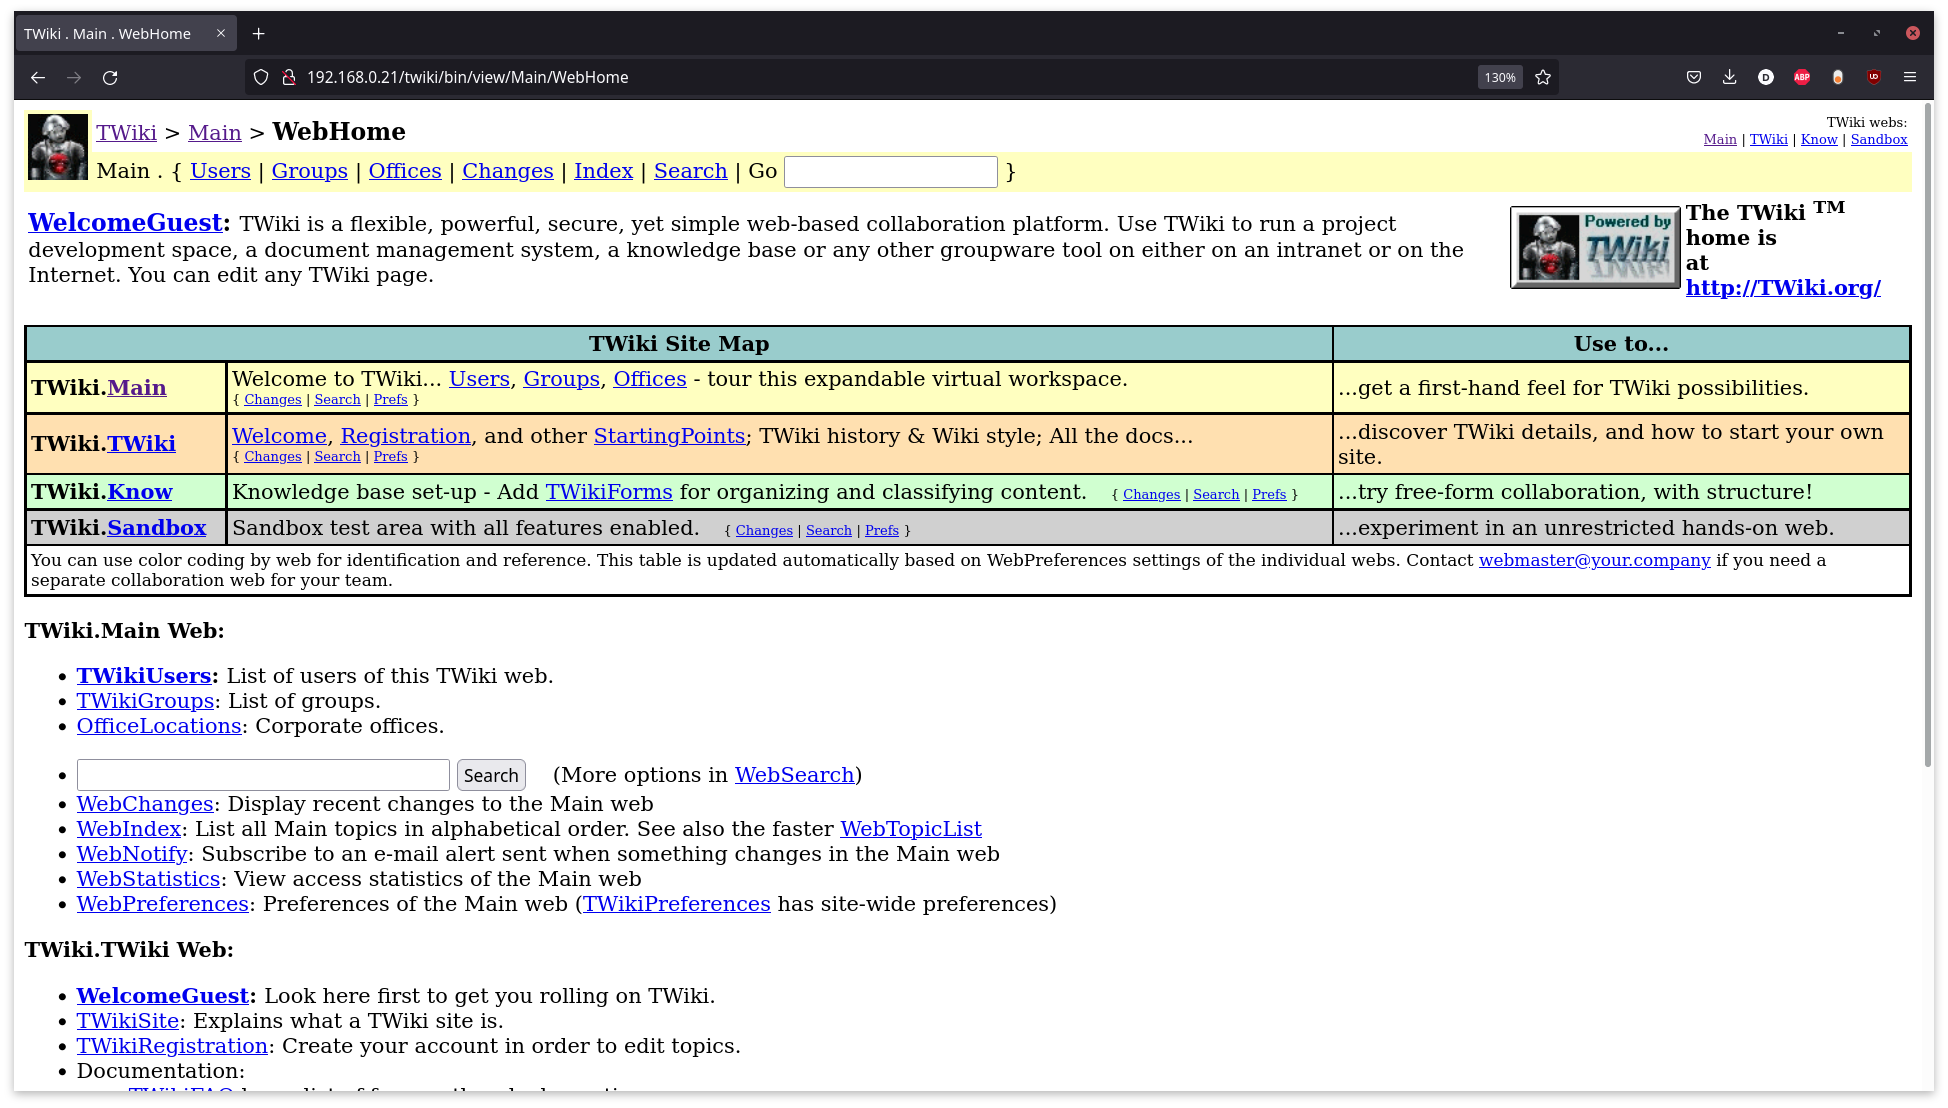 TWiki . Main . WebHome
192.168.0.21/twiki/bin/view/Main/WebHome
130%
D
ABP
TWiki > Main > WebHome
TWiki webs:
Main | TWiki | Know | Sandbox
Main . { Users | Groups | Offices | Changes | Index | Search | Go }
WelcomeGuest: TWiki is a flexible, powerful, secure, yet simple web-based collaboration platform. Use TWiki to run a project
development space, a document management system, a knowledge base or any other groupware tool on either on an intranet or on the
Internet. You can edit any TWiki page.
Powered by
TWiki
The TWiki TM
home is
at
http://TWiki.org/
TWiki Site Map
Use to...
TWiki.Main
Welcome to TWiki... Users, Groups, Offices - tour this expandable virtual workspace.
{ Changes | Search | Prefs }
...get a first-hand feel for TWiki possibilities.
TWiki.TWiki
Welcome, Registration, and other StartingPoints; TWiki history & Wiki style; All the docs...
{ Changes | Search | Prefs }
...discover TWiki details, and how to start your own
site.
TWiki.Know
Knowledge base set-up - Add TWikiForms for organizing and classifying content. { Changes | Search | Prefs }
...try free-form collaboration, with structure!
TWiki.Sandbox
Sandbox test area with all features enabled. { Changes | Search | Prefs }
...experiment in an unrestricted hands-on web.
You can use color coding by web for identification and reference. This table is updated automatically based on WebPreferences settings of the individual webs. Contact webmaster@your.company if you need a
separate collaboration web for your team.
TWiki.Main Web:
• TWikiUsers: List of users of this TWiki web.
• TWikiGroups: List of groups.
• OfficeLocations: Corporate offices.
• Search (More options in WebSearch)
• WebChanges: Display recent changes to the Main web
• WebIndex: List all Main topics in alphabetical order. See also the faster WebTopicList
• WebNotify: Subscribe to an e-mail alert sent when something changes in the Main web
• WebStatistics: View access statistics of the Main web
• WebPreferences: Preferences of the Main web (TWikiPreferences has site-wide preferences)
TWiki.TWiki Web:
• WelcomeGuest: Look here first to get you rolling on TWiki.
• TWikiSite: Explains what a TWiki site is.
• TWikiRegistration: Create your account in order to edit topics.
• Documentation: